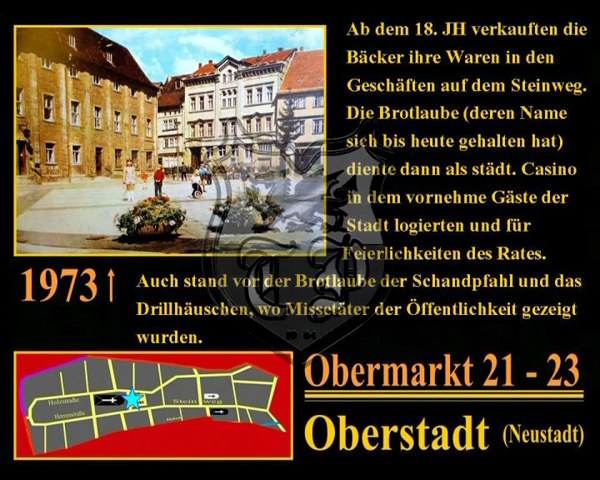 Ab dem 18. JH verkauften die
Bäcker ihre Waren in den
Geschäften auf dem Steinweg.
Die Brotlaube (deren Name
sich bis heute gehalten hat)
diente dann als städt. Casino
in dem vornehme Gäste der
Stadt logierten und für
Feierlichkeiten des Rates.
1973↑
Auch stand vor der Brotlaube der Schandpfahl und das
Drillhäuschen, wo Missetäter der Öffentlichkeit gezeigt
wurden.
Obermarkt 21 - 23
Oberstadt (Neustadt)
Holzstraße
Herrenstraße
Steinweg